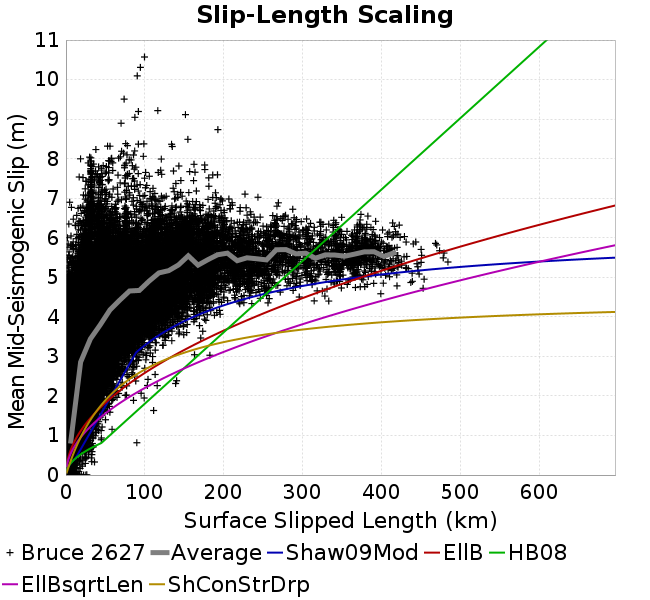 Slip-Length Scaling
Mean Mid-Seismogenic Slip (m)
11
10
9
8
7
6
5
4
3
2
1
0
0 100 200 300 400 500 600
Surface Slipped Length (km)
Bruce 2627 Average Shaw09Mod EllB HB08
EllBsqrtLen ShConStrDrp